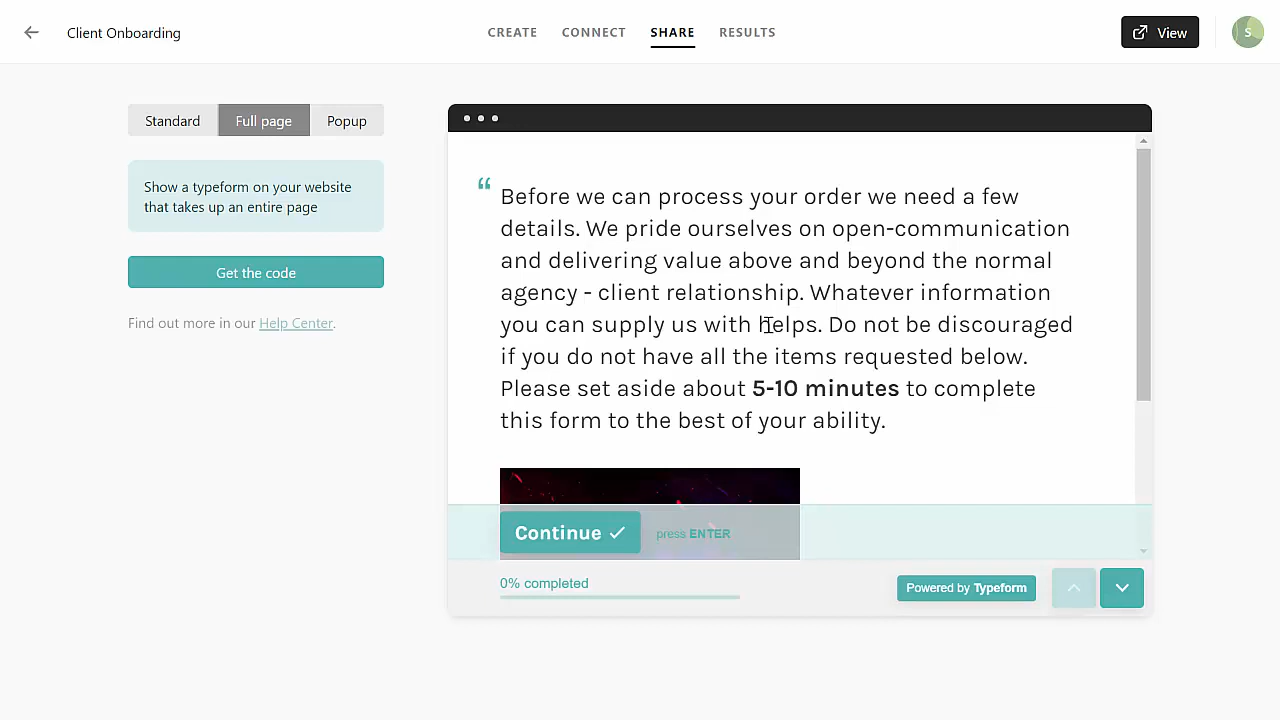 Client Onboarding
CREATE CONNECT SHARE RESULTS
View
S
Standard Full page Popup
Show a typeform on your website
that takes up an entire page
Get the code
Find out more in our Help Center.
“
Before we can process your order we need a few
details. We pride ourselves on open-communication
and delivering value above and beyond the normal
agency - client relationship. Whatever information
you can supply us with helps. Do not be discouraged
if you do not have all the items requested below.
Please set aside about 5-10 minutes to complete
this form to the best of your ability.
Continue press ENTER
0% completed
Powered by Typeform